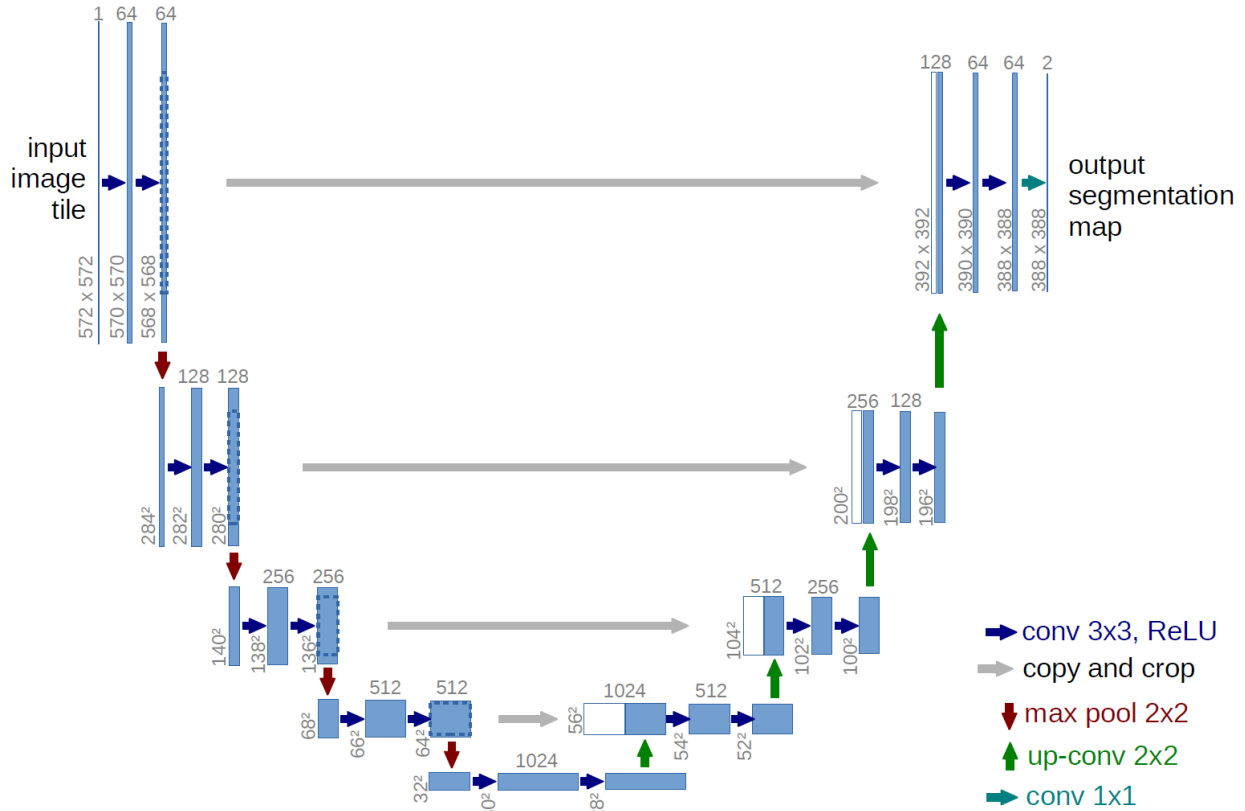 1 64 64
128 64 64 2
input
image
tile
output
segmentation
map
572 x 572
570 x 570
568 x 568
392 x 392
390 x 390
388 x 388
388 x 388
128 128
256 128
284²
282²
280²
200²
198²
196²
256 256
512 256
140²
138²
136²
104²
102²
100²
512 512
1024 512
68²
66²
64²
56²
54²
52²
1024
32²
conv 3x3, ReLU
copy and crop
max pool 2x2
up-conv 2x2
conv 1x1